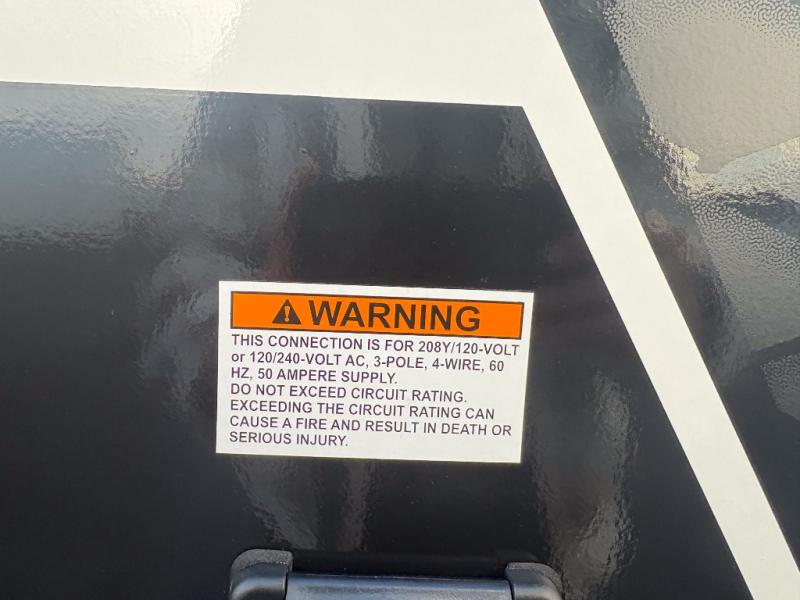 WARNING
THIS CONNECTION IS FOR 208Y/120-VOLT
or 120/240-VOLT AC, 3-POLE, 4-WIRE, 60
HZ, 50 AMPERE SUPPLY.
DO NOT EXCEED CIRCUIT RATING.
EXCEEDING THE CIRCUIT RATING CAN
CAUSE A FIRE AND RESULT IN DEATH OR
SERIOUS INJURY.